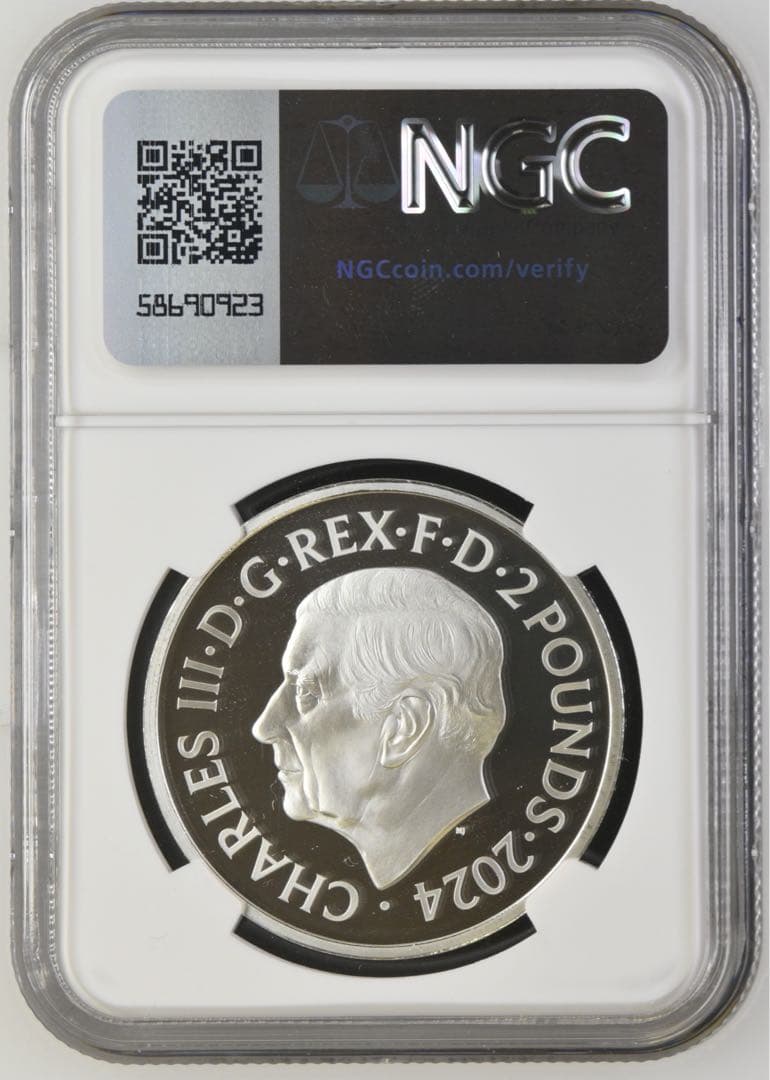 NGC
NGCcoin.com/verify
58690923
CHARLES III·D·G·REX·F·D·2 POUNDS·2024·